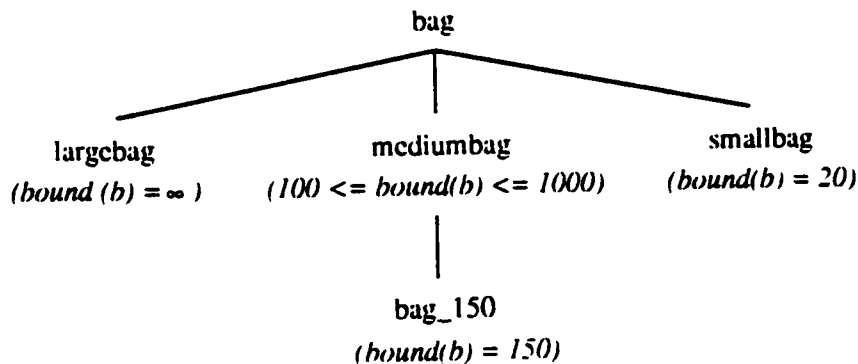 bag
largebag
mediumbag
smallbag
(bound (b) = ∞ )
(100 <= bound(b) <= 1000)
(bound(b) = 20)
bag_150
(bound(b) = 150)